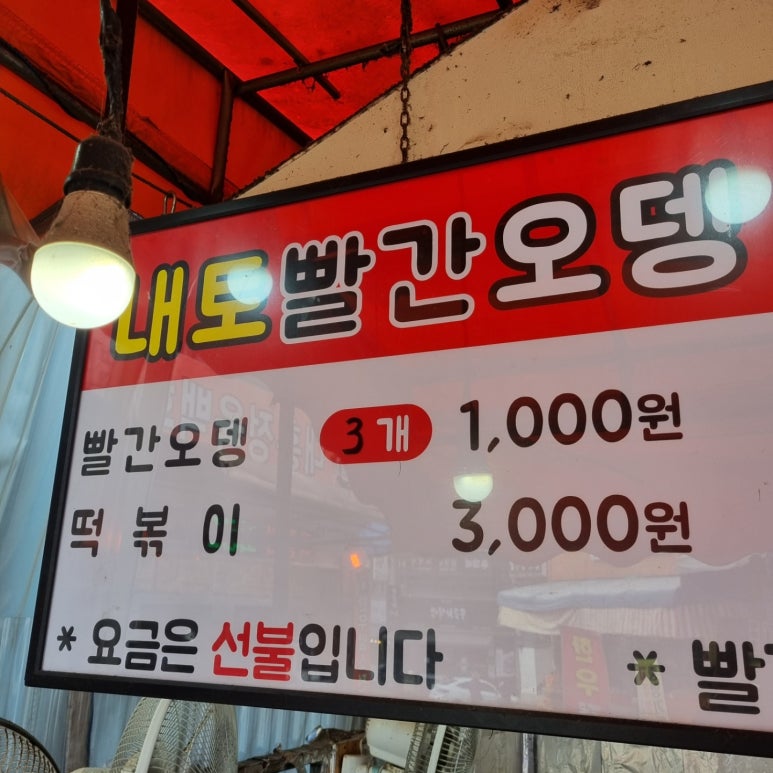 내토빨간오뎅
빨간오뎅 3개 1,000원
떡볶이 3,000원
* 요금은 선불입니다
* 빨